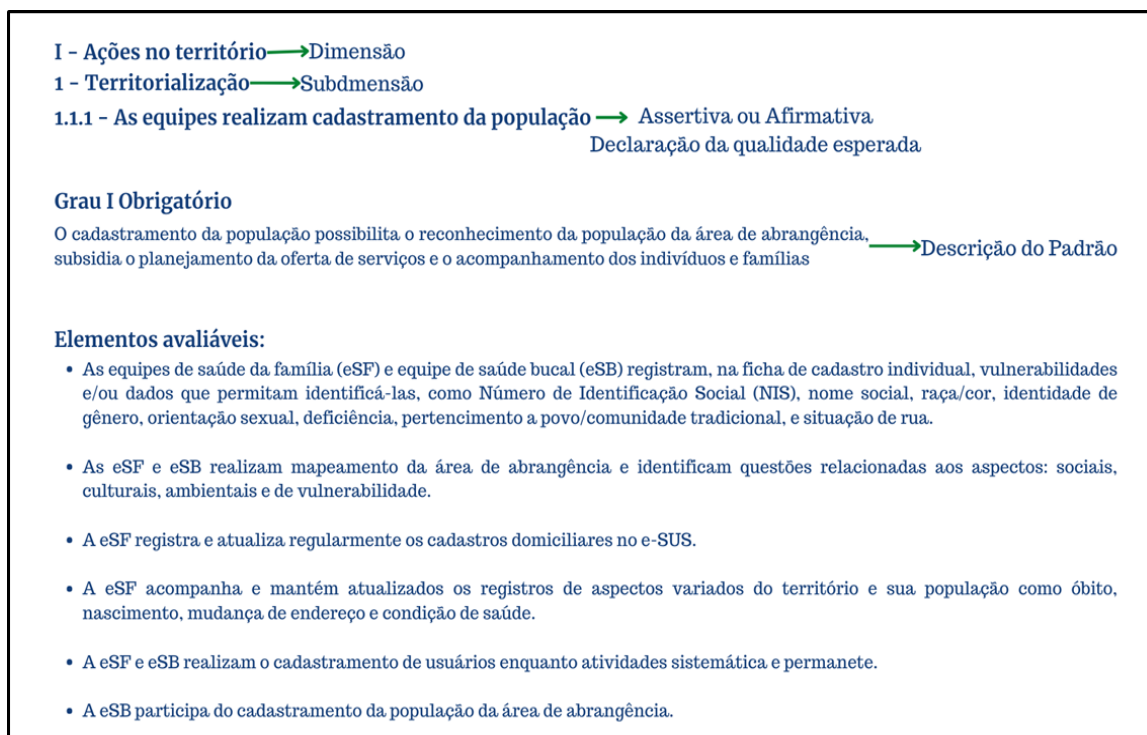 I - Ações no território Dimensão
1 - Territorialização Subdmensão
1.1.1 - As equipes realizam cadastramento da população Assertiva ou Afirmativa
Declaração da qualidade esperada
Grau I Obrigatório
O cadastramento da população possibilita o reconhecimento da população da área de abrangência,
subsidia o planejamento da oferta de serviços e o acompanhamento dos indivíduos e famílias
Descrição do Padrão
Elementos avaliáveis:
• As equipes de saúde da família (eSF) e equipe de saúde bucal (eSB) registram, na ficha de cadastro individual, vulnerabilidades
e/ou dados que permitam identificá-las, como Número de Identificação Social (NIS), nome social, raça/cor, identidade de
gênero, orientação sexual, deficiência, pertencimento a povo/comunidade tradicional, e situação de rua.
• As eSF e eSB realizam mapeamento da área de abrangência e identificam questões relacionadas aos aspectos: sociais,
culturais, ambientais e de vulnerabilidade.
• A eSF registra e atualiza regularmente os cadastros domiciliares no e-SUS.
• A eSF acompanha e mantém atualizados os registros de aspectos variados do território e sua população como óbito,
nascimento, mudança de endereço e condição de saúde.
• A eSF e eSB realizam o cadastramento de usuários enquanto atividades sistemática e permanete.
• A eSB participa do cadastramento da população da área de abrangência.